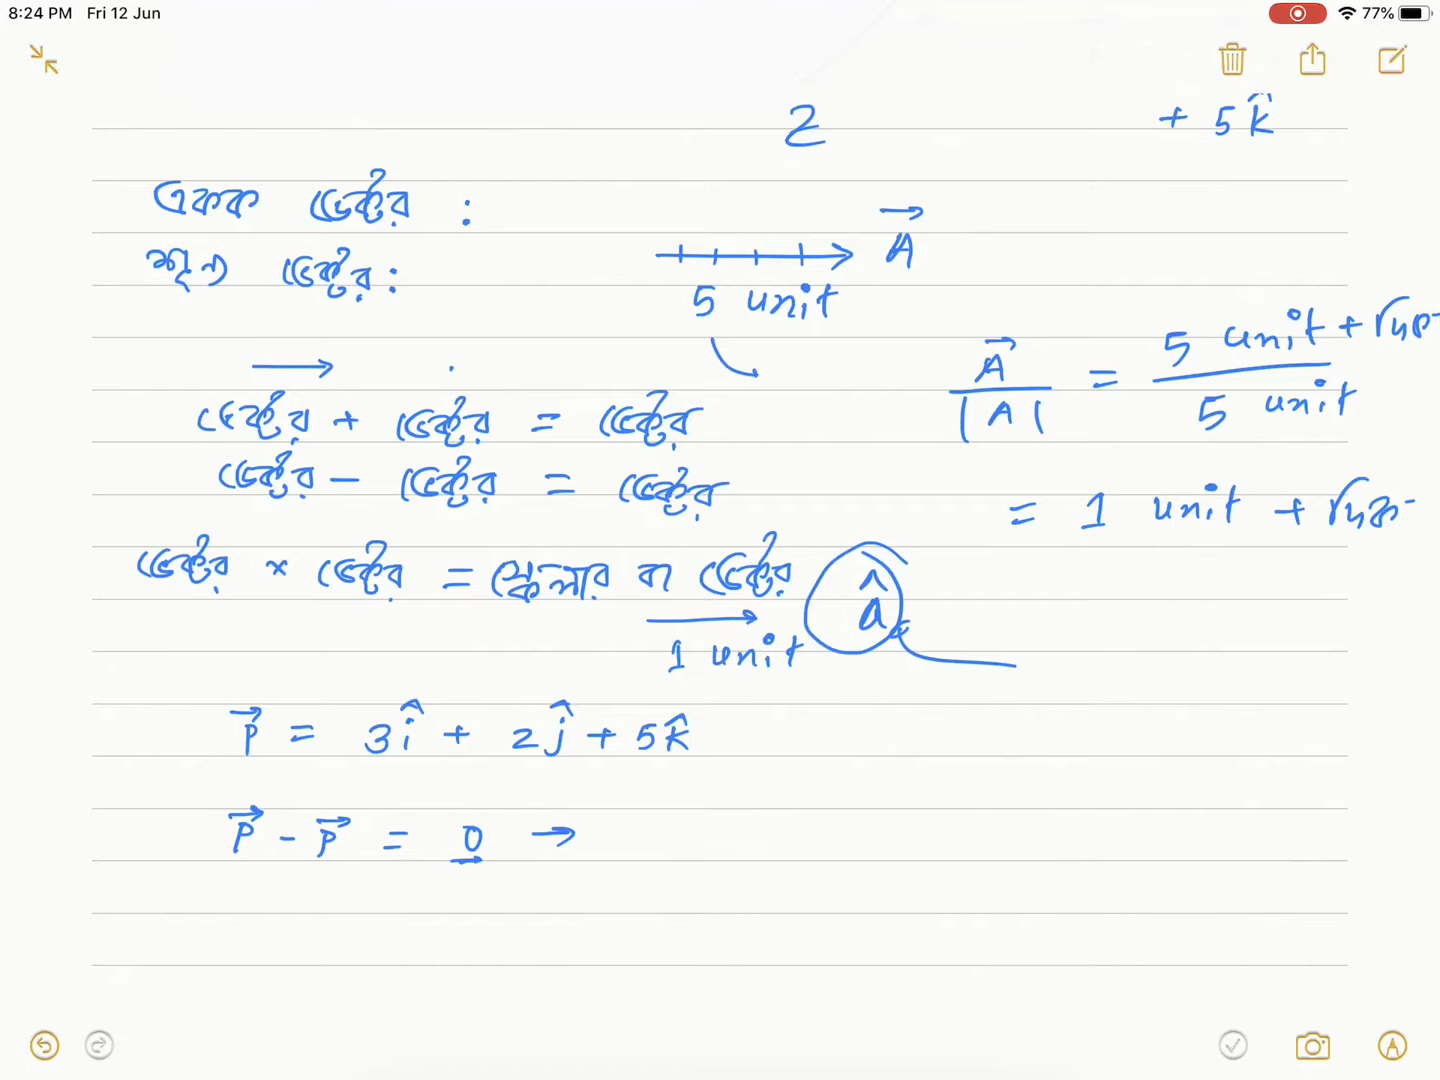 8:24 PM Fri 12 Jun 77%
2 + 5k̂
একক ভেক্টর :
শূন্য ভেক্টর :
A⃗
5 unit
A⃗ / |A| = 5 unit + দিক / 5 unit
ভেক্টর + ভেক্টর = ভেক্টর
ভেক্টর − ভেক্টর = ভেক্টর
= 1 unit + দিক
ভেক্টর × ভেক্টর = স্কেলার বা ভেক্টর
1 unit â
P⃗ = 3î + 2ĵ + 5k̂
P⃗ − P⃗ = 0 →